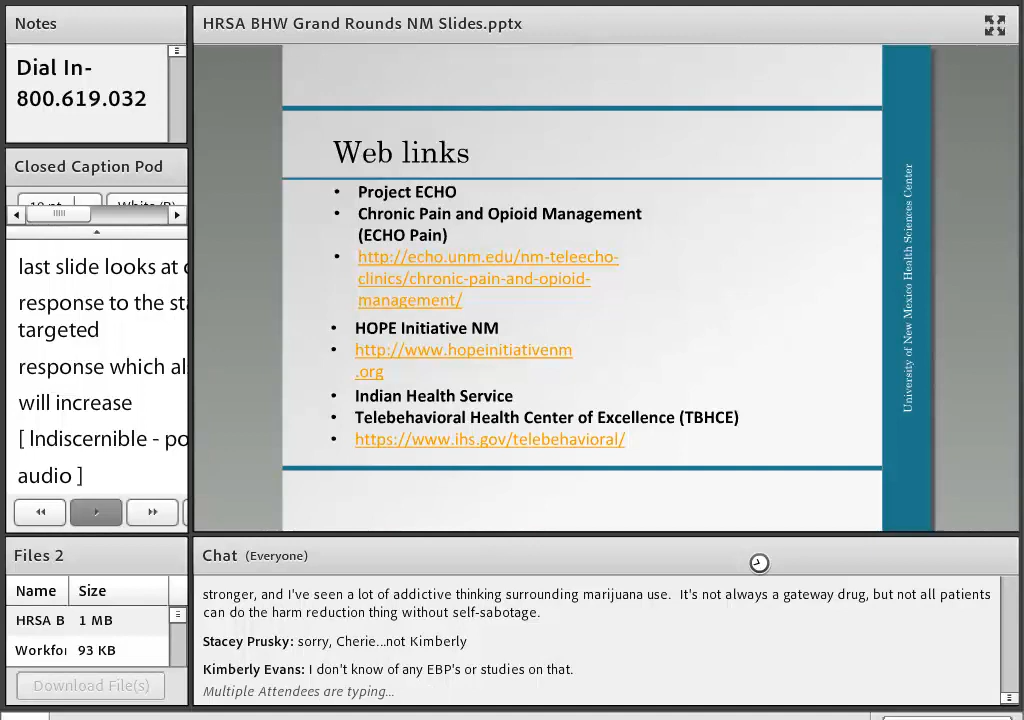 Notes
Dial In-
800.619.032
Closed Caption Pod
last slide looks at
response to the sta
targeted
response which al
will increase
[ Indiscernible - po
audio ]
Files 2
Name Size
HRSA B 1 MB
Workfo 93 KB
Download File(s)
HRSA BHW Grand Rounds NM Slides.pptx
Web links
• Project ECHO
• Chronic Pain and Opioid Management
(ECHO Pain)
• http://echo.unm.edu/nm-teleecho-
clinics/chronic-pain-and-opioid-
management/
• HOPE Initiative NM
• http://www.hopeinitiativenm
.org
• Indian Health Service
• Telebehavioral Health Center of Excellence (TBHCE)
• https://www.ihs.gov/telebehavioral/
University of New Mexico Health Sciences Center
Chat (Everyone)
stronger, and I've seen a lot of addictive thinking surrounding marijuana use. It's not always a gateway drug, but not all patients
can do the harm reduction thing without self-sabotage.
Stacey Prusky: sorry, Cherie...not Kimberly
Kimberly Evans: I don't know of any EBP's or studies on that.
Multiple Attendees are typing...